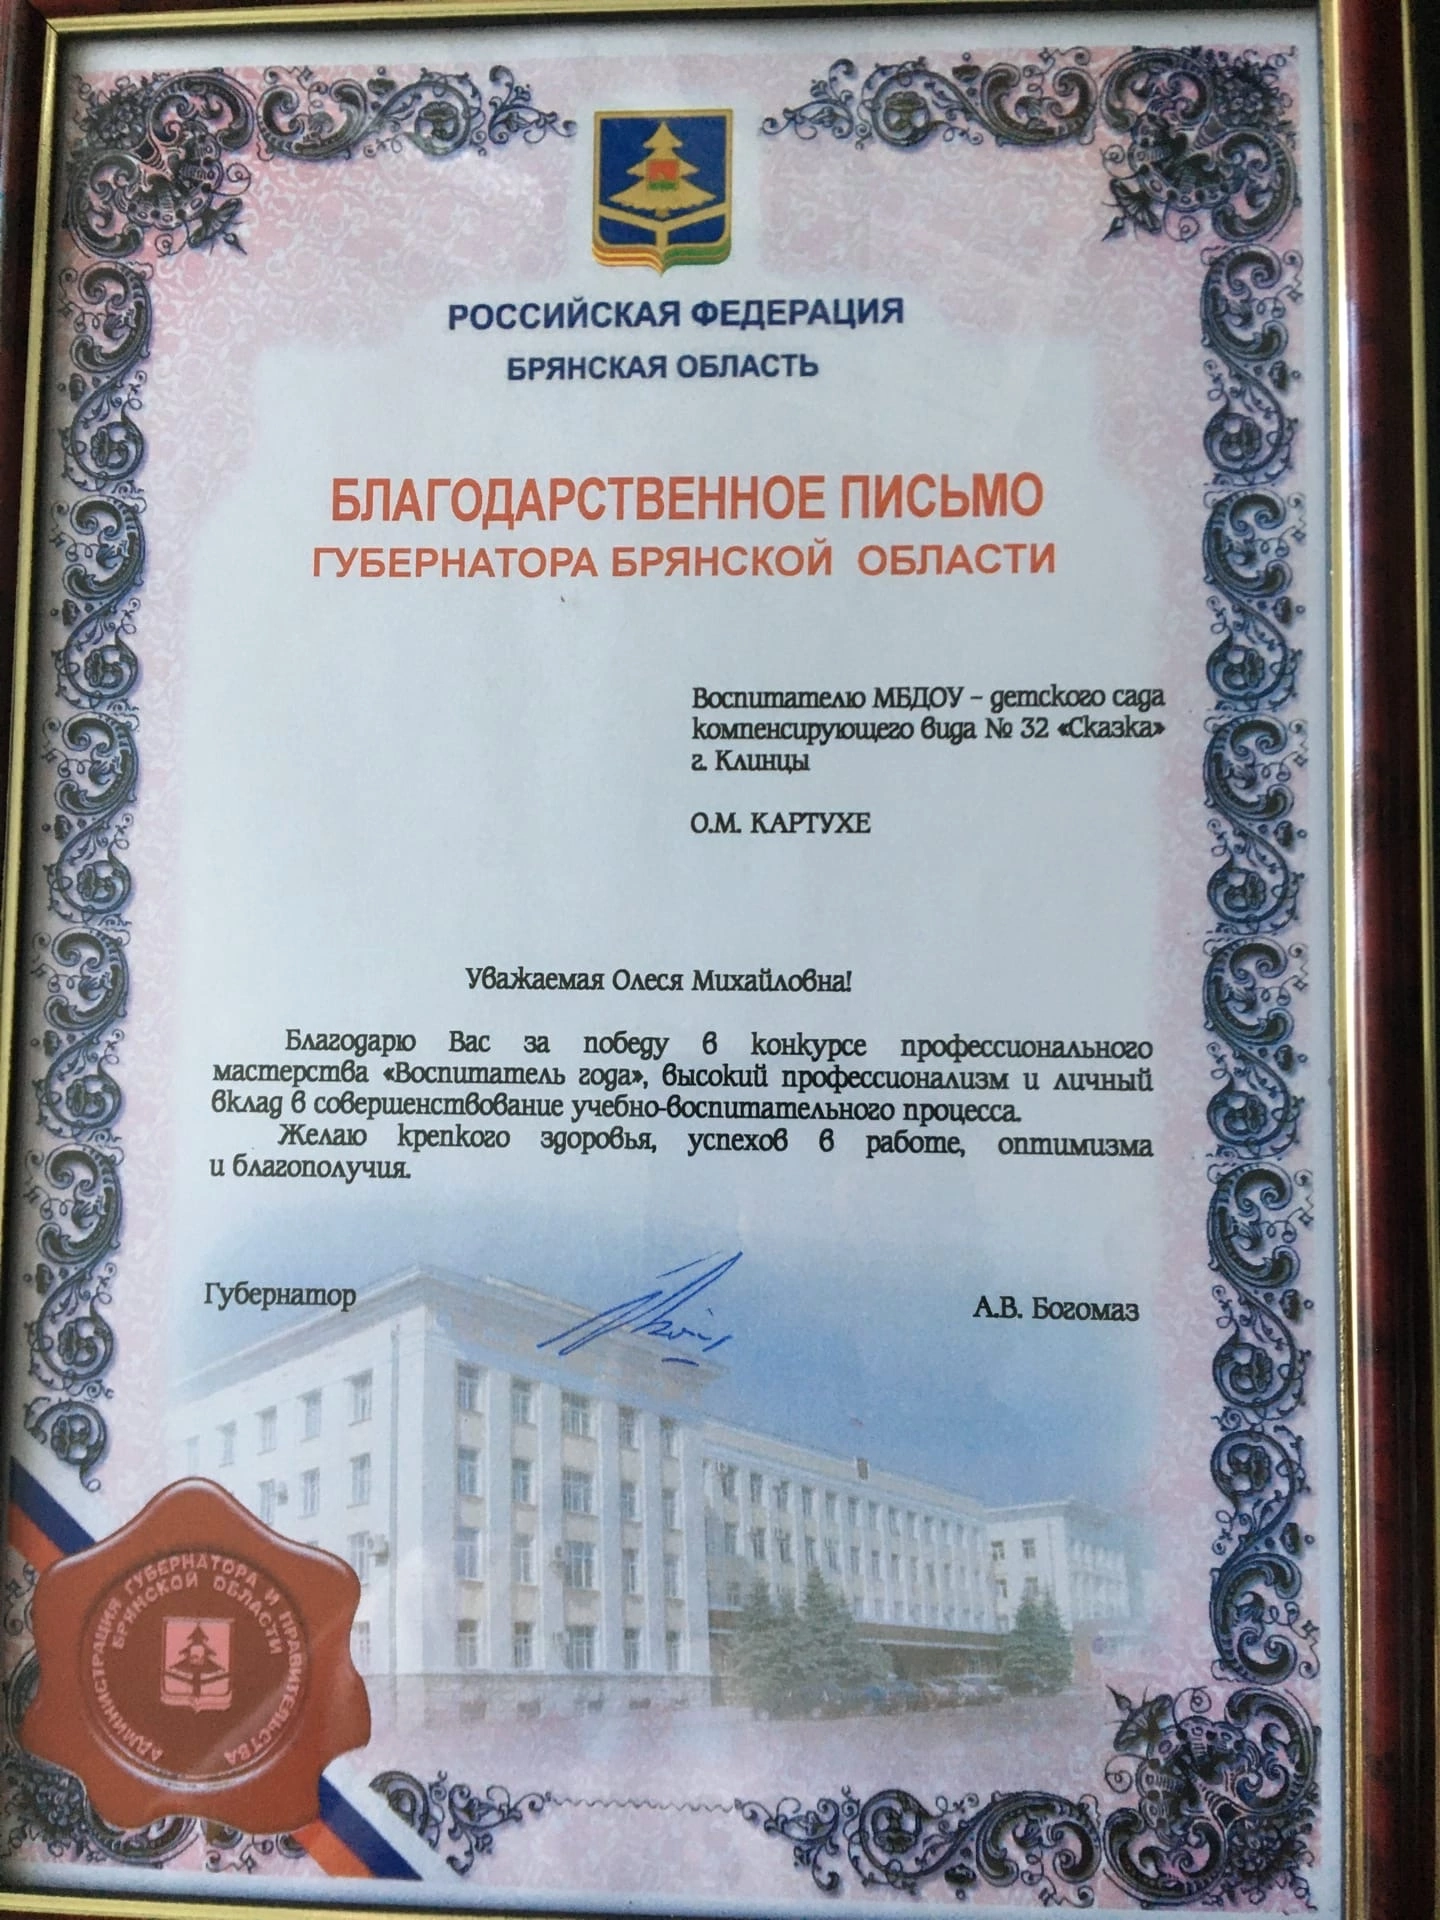 РОССИЙСКАЯ ФЕДЕРАЦИЯ
БРЯНСКАЯ ОБЛАСТЬ
БЛАГОДАРСТВЕННОЕ ПИСЬМО
ГУБЕРНАТОРА БРЯНСКОЙ ОБЛАСТИ
Воспитателю МБДОУ – детского сада
компенсирующего вида № 32 «Сказка»
г. Клинцы
О.М. КАРТУХЕ
Уважаемая Олеся Михайловна!
Благодарю Вас за победу в конкурсе профессионального
мастерства «Воспитатель года», высокий профессионализм и личный
вклад в совершенствование учебно-воспитательного процесса.
Желаю крепкого здоровья, успехов в работе, оптимизма
и благополучия.
Губернатор
А.В. Богомаз
АДМИНИСТРАЦИЯ ГУБЕРНАТОРА И ПРАВИТЕЛЬСТВА
БРЯНСКОЙ ОБЛАСТИ